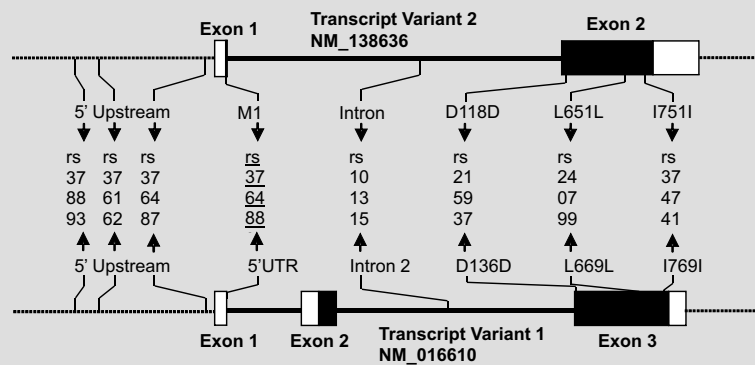 Transcript Variant 2
NM_138636
Exon 1
Exon 2
5' Upstream M1 Intron D118D L651L I751I
rs rs rs rs rs rs rs rs
37 37 37 37 10 21 24 37
88 61 64 64 13 59 07 47
93 62 87 88 15 37 99 41
5' Upstream 5'UTR Intron 2 D136D L669L I769I
Exon 1 Exon 2 Exon 3
Transcript Variant 1
NM_016610